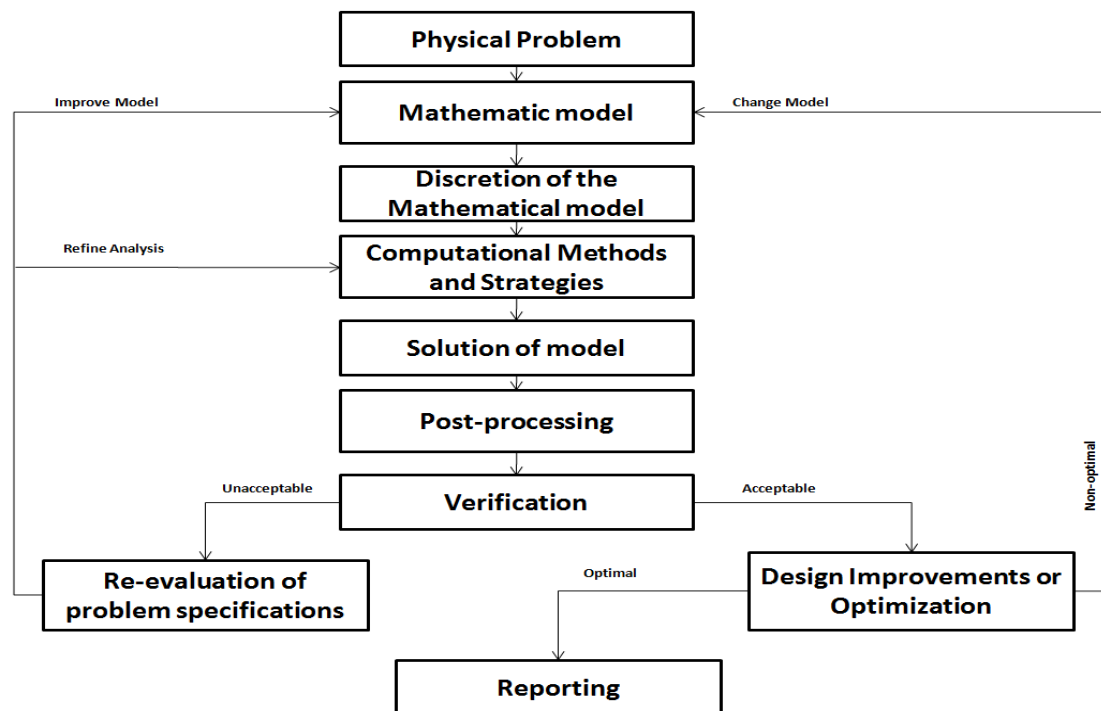 Physical Problem
Improve Model
Change Model
Mathematic model
Discretion of the
Mathematical model
Refine Analysis
Computational Methods
and Strategies
Solution of model
Post-processing
Unacceptable
Verification
Acceptable
Non-optimal
Re-evaluation of
problem specifications
Optimal
Design Improvements or
Optimization
Reporting